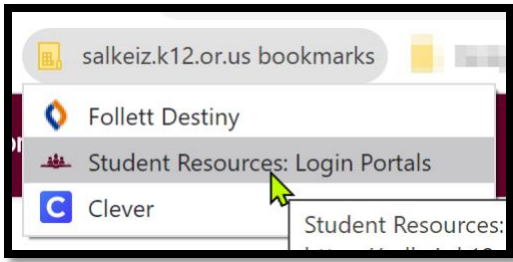 salkeiz.k12.or.us bookmarks
Follett Destiny
Student Resources: Login Portals
Clever
Student Resources: